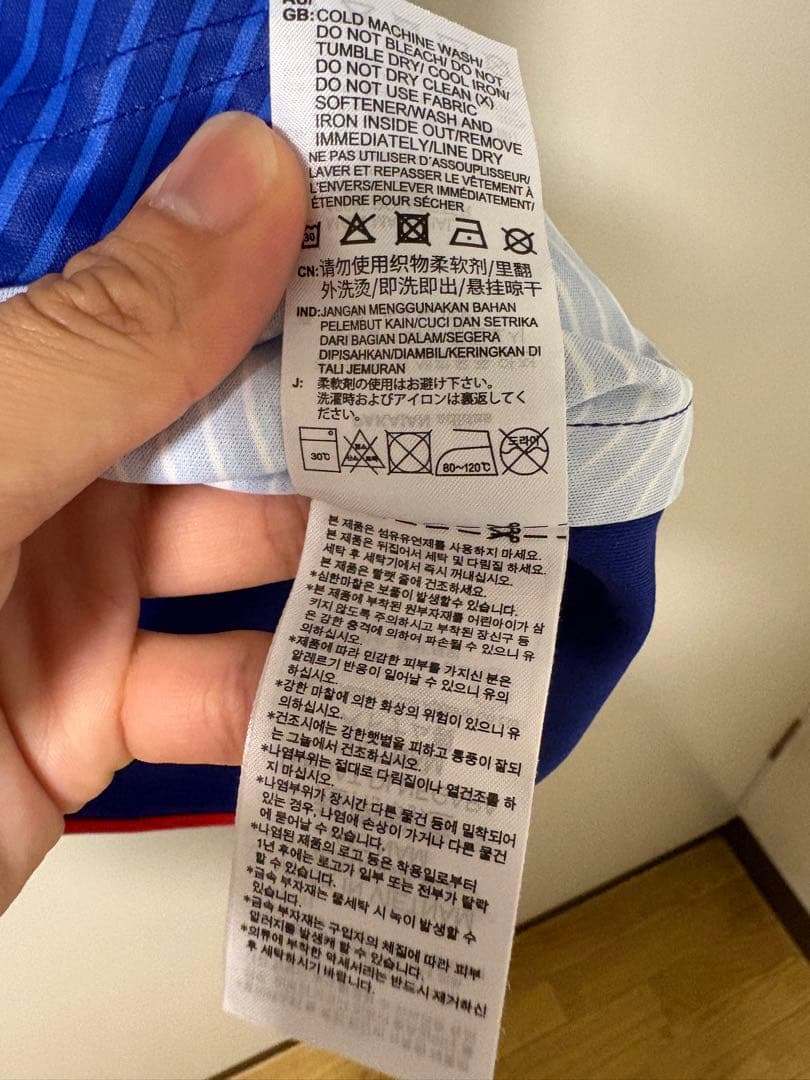 GB: COLD MACHINE WASH/
DO NOT BLEACH/ DO NOT
TUMBLE DRY/ COOL IRON/
DO NOT DRY CLEAN (X)
DO NOT USE FABRIC
SOFTENER/WASH AND
IRON INSIDE OUT/REMOVE
IMMEDIATELY/LINE DRY
NE PAS UTILISER D'ASSOUPLISSEUR/
LAVER ET REPASSER LE VÊTEMENT À
L'ENVERS/ENLEVER IMMÉDIATEMENT/
ÉTENDRE POUR SÉCHER
30
CN: 请勿使用织物柔软剂/里翻
外洗烫/即洗即出/悬挂晾干
IND: JANGAN MENGGUNAKAN BAHAN
PELEMBUT KAIN/CUCI DAN SETRIKA
DARI BAGIAN DALAM/SEGERA
DIPISAHKAN/DIAMBIL/KERINGKAN DI
TALI JEMURAN
J: 柔軟剤の使用はお避け下さい。
洗濯時およびアイロンは裏返してく
ださい。
30℃
80~120℃
드라이
본 제품은 섬유유연제를 사용하지 마세요.
본 제품은 뒤집어서 세탁 및 다림질 하세요.
세탁 후 세탁기에서 즉시 꺼내십시오.
본 제품은 빨랫 줄에 건조하세요.
*심한마찰은 보풀이 발생할수 있습니다.
*본 제품에 부착된 원부자재를 어린아이가 삼
키지 않도록 주의하시고 부착된 장신구 등
은 강한 충격에 의하여 파손될 수 있으니 유
의하십시오.
*제품에 따라 민감한 피부를 가지신 분은
알레르기 반응이 일어날 수 있으니 유의
하십시오.
*강한 마찰에 의한 화상의 위험이 있으니 유
의하십시오.
*건조시에는 강한햇볕을 피하고 통풍이 잘되
는 그늘에서 건조하십시오.
*나염부위는 절대로 다림질이나 열건조를 하
지 마십시오.
*나염부위가 장시간 다른 물건 등에 밀착되어
있는 경우, 나염에 손상이 가거나 다른 물건
에 묻어날 수 있습니다.
*나염된 제품의 로고 등은 착용일로부터
1년 후에는 로고가 일부 또는 전부가 탈락
할 수 있습니다.
*금속 부자재는 물세탁 시 녹이 발생할 수
있습니다.
*금속 부자재는 구입자의 체질에 따라 피부
알러지를 발생케 할 수 있습니다.
*의류에 부착한 악세서리는 반드시 제거하신
후 세탁하시기 바랍니다.